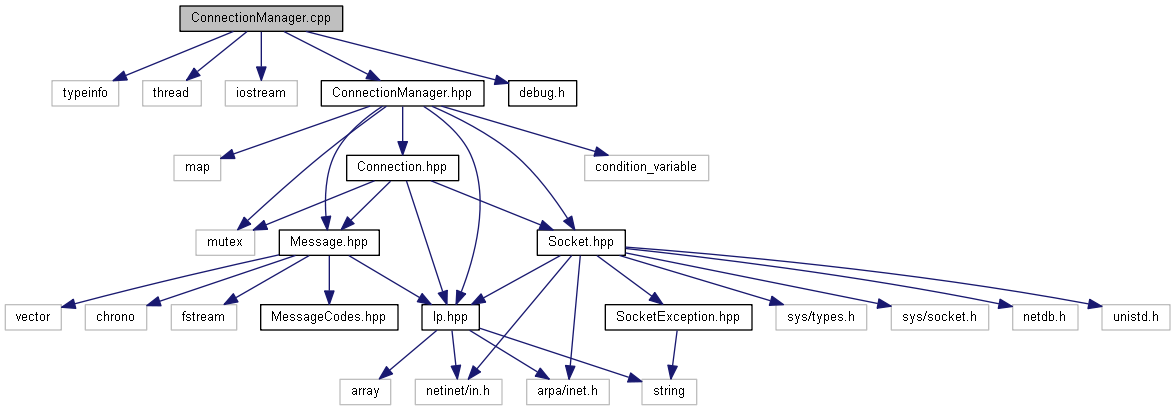 ConnectionManager.cpp
typeinfo
thread
iostream
ConnectionManager.hpp
debug.h
map
Connection.hpp
condition_variable
mutex
Message.hpp
Socket.hpp
vector
chrono
fstream
MessageCodes.hpp
Ip.hpp
SocketException.hpp
sys/types.h
sys/socket.h
netdb.h
unistd.h
array
netinet/in.h
arpa/inet.h
string